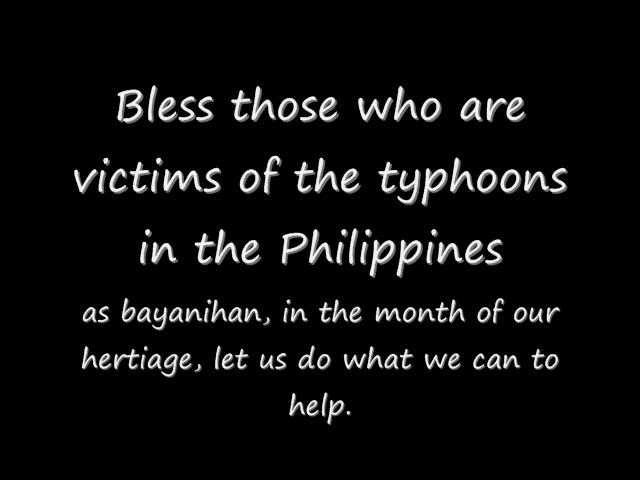 Bless those who are
victims of the typhoons
in the Philippines
as bayanihan, in the month of our
hertiage, let us do what we can to
help.